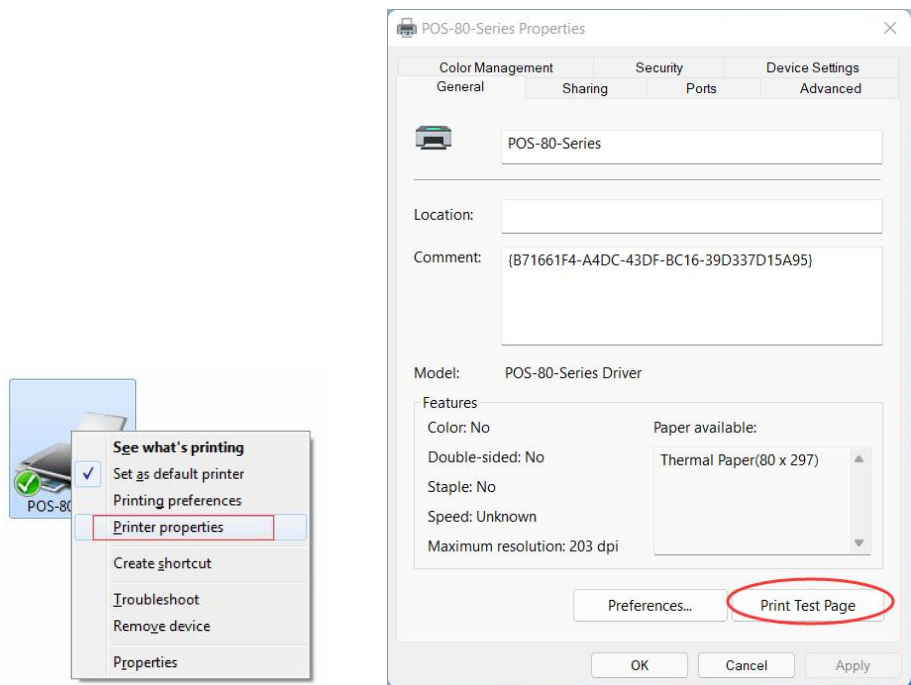 POS-80
See what's printing
Set as default printer
Printing preferences
Printer properties
Create shortcut
Troubleshoot
Remove device
Properties
POS-80-Series Properties
Color Management Security Device Settings
General Sharing Ports Advanced
POS-80-Series
Location:
Comment: {B71661F4-A4DC-43DF-BC16-39D337D15A95}
Model: POS-80-Series Driver
Features
Color: No Paper available:
Double-sided: No Thermal Paper(80 x 297)
Staple: No
Speed: Unknown
Maximum resolution: 203 dpi
Preferences... Print Test Page
OK Cancel Apply